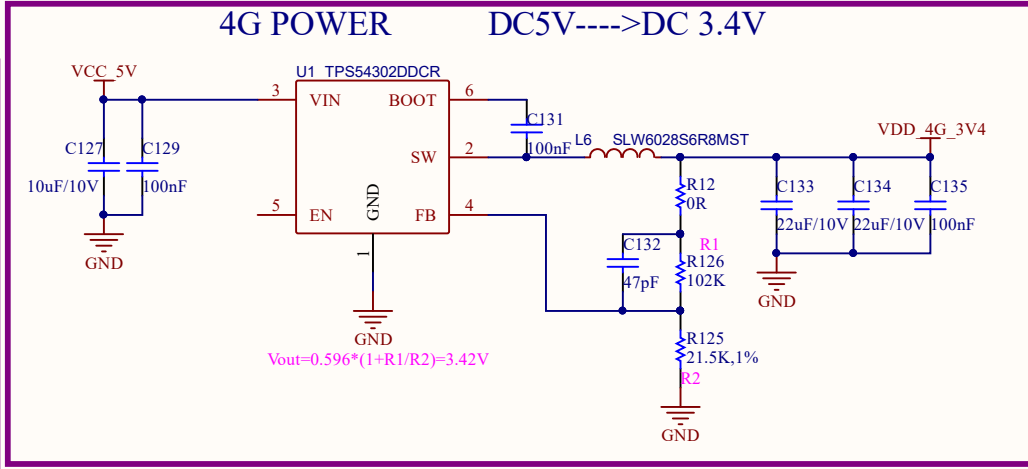 4G POWER DC5V---->DC 3.4V
U1 TPS54302DDCR
VCC_5V
3
VIN
BOOT
6
C131
100nF
L6 SLW6028S6R8MST
VDD_4G_3V4
C127
10uF/10V
C129
100nF
SW
2
R12
0R
C133
22uF/10V
C134
22uF/10V
C135
100nF
5
EN
GND
FB
4
1
C132
47pF
R1
R126
102K
GND
GND
GND
Vout=0.596*(1+R1/R2)=3.42V
R125
21.5K,1%
R2
GND